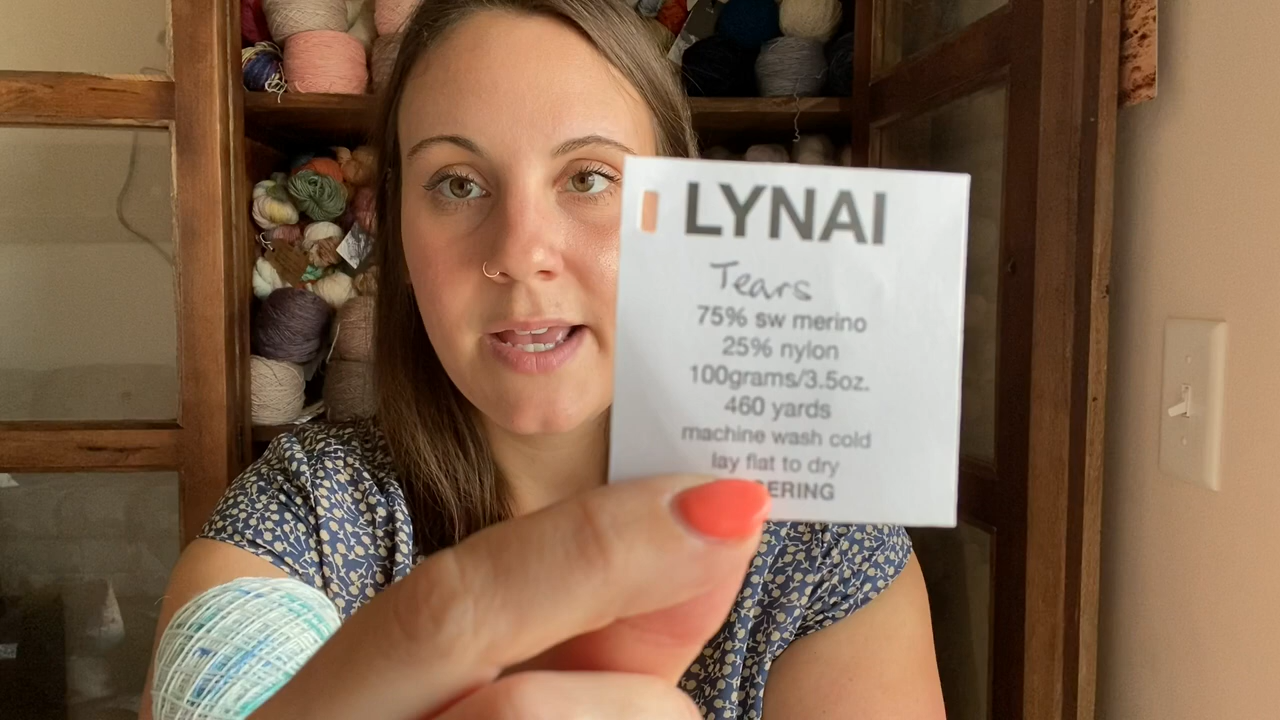 LYNAI
Tears
75% sw merino
25% nylon
100grams/3.5oz.
460 yards
machine wash cold
lay flat to dry
ERING